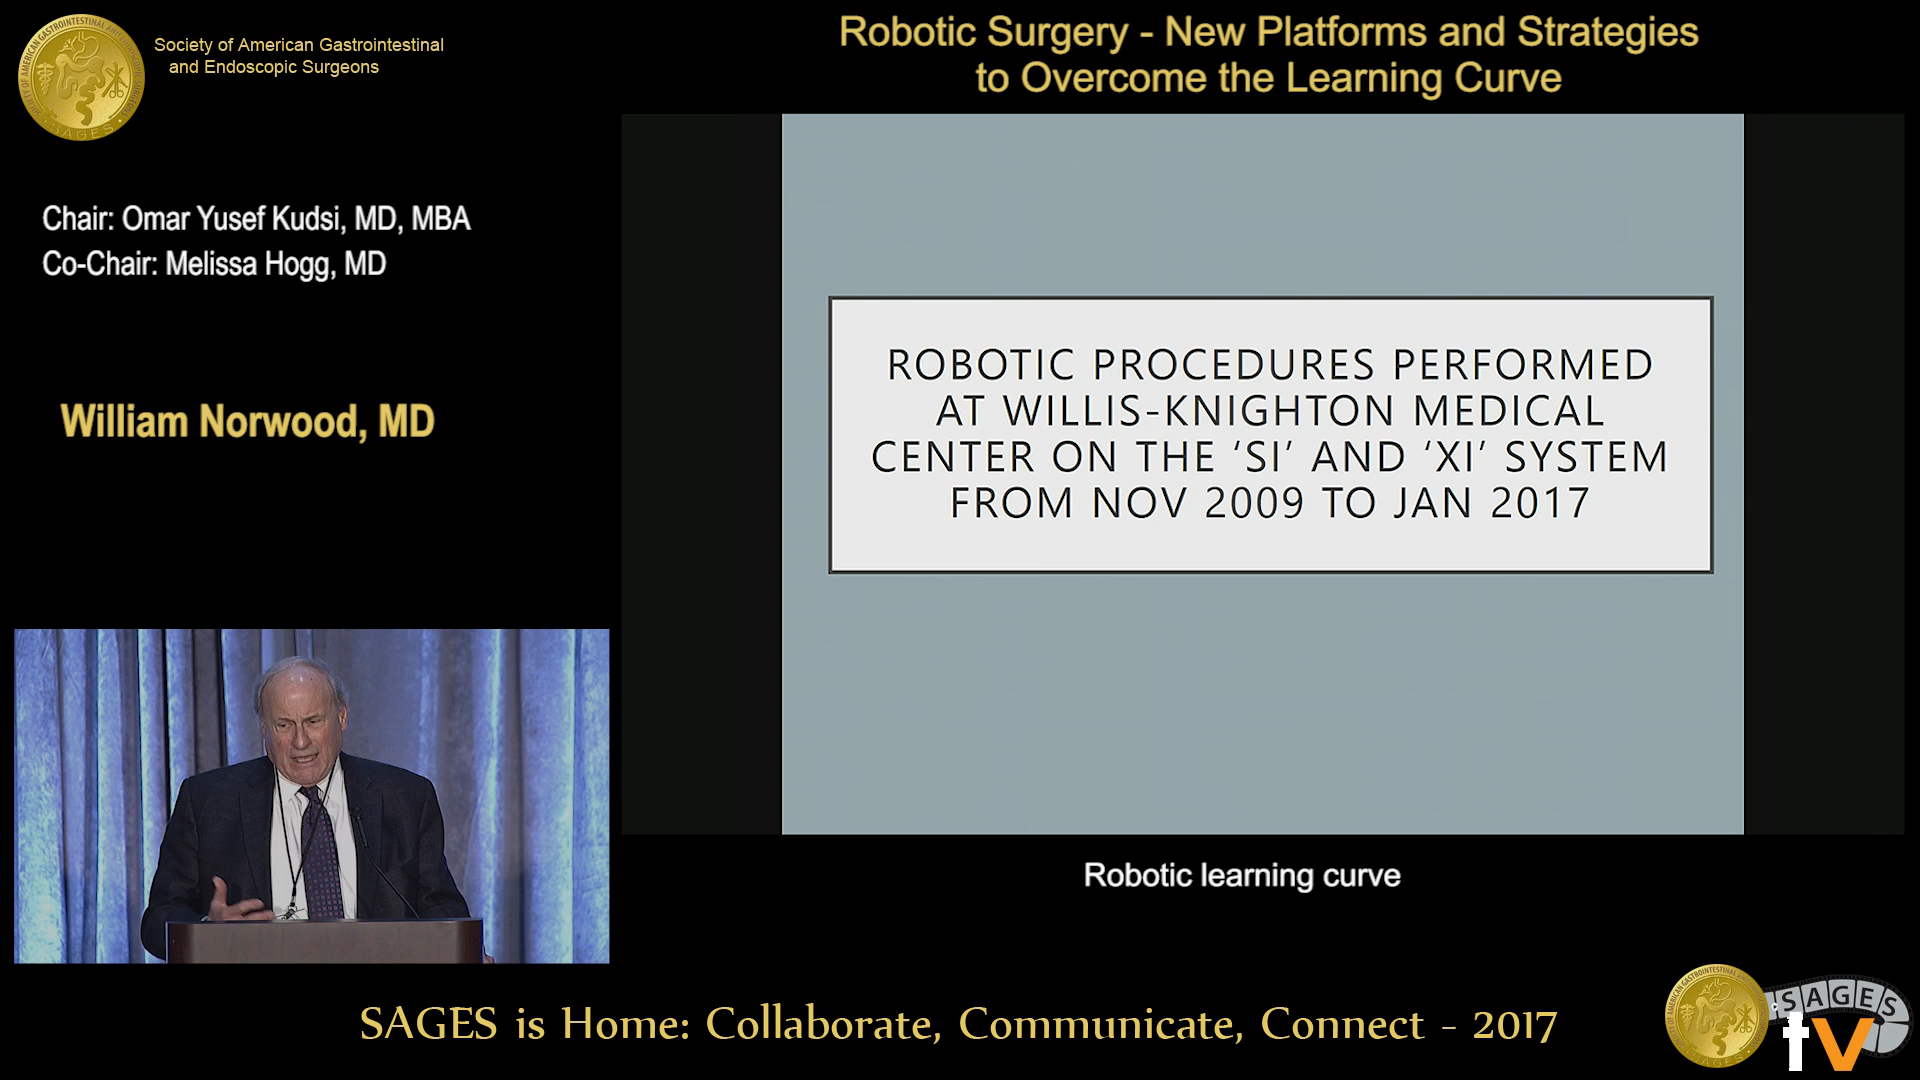 Society of American Gastrointestinal
and Endoscopic Surgeons
SAGES
Robotic Surgery - New Platforms and Strategies
to Overcome the Learning Curve
Chair: Omar Yusef Kudsi, MD, MBA
Co-Chair: Melissa Hogg, MD
William Norwood, MD
ROBOTIC PROCEDURES PERFORMED
AT WILLIS-KNIGHTON MEDICAL
CENTER ON THE ‘SI’ AND ‘XI’ SYSTEM
FROM NOV 2009 TO JAN 2017
Robotic learning curve
SAGES is Home: Collaborate, Communicate, Connect - 2017
SAGES
tv